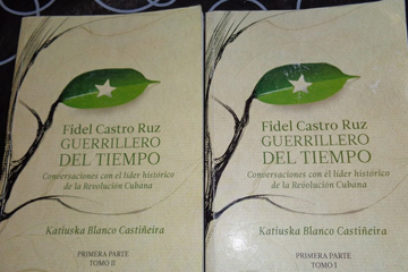 Fidel Castro Ruz
GUERRILLERO
DEL TIEMPO
Conversaciones con el líder histórico
de la Revolución Cubana
Katiuska Blanco Castiñeira
PRIMERA PARTE
TOMO II
Fidel Castro Ruz
GUERRILLERO
DEL TIEMPO
Conversaciones con el líder histórico
de la Revolución Cubana
Katiuska Blanco Castiñeira
PRIMERA PARTE
TOMO I